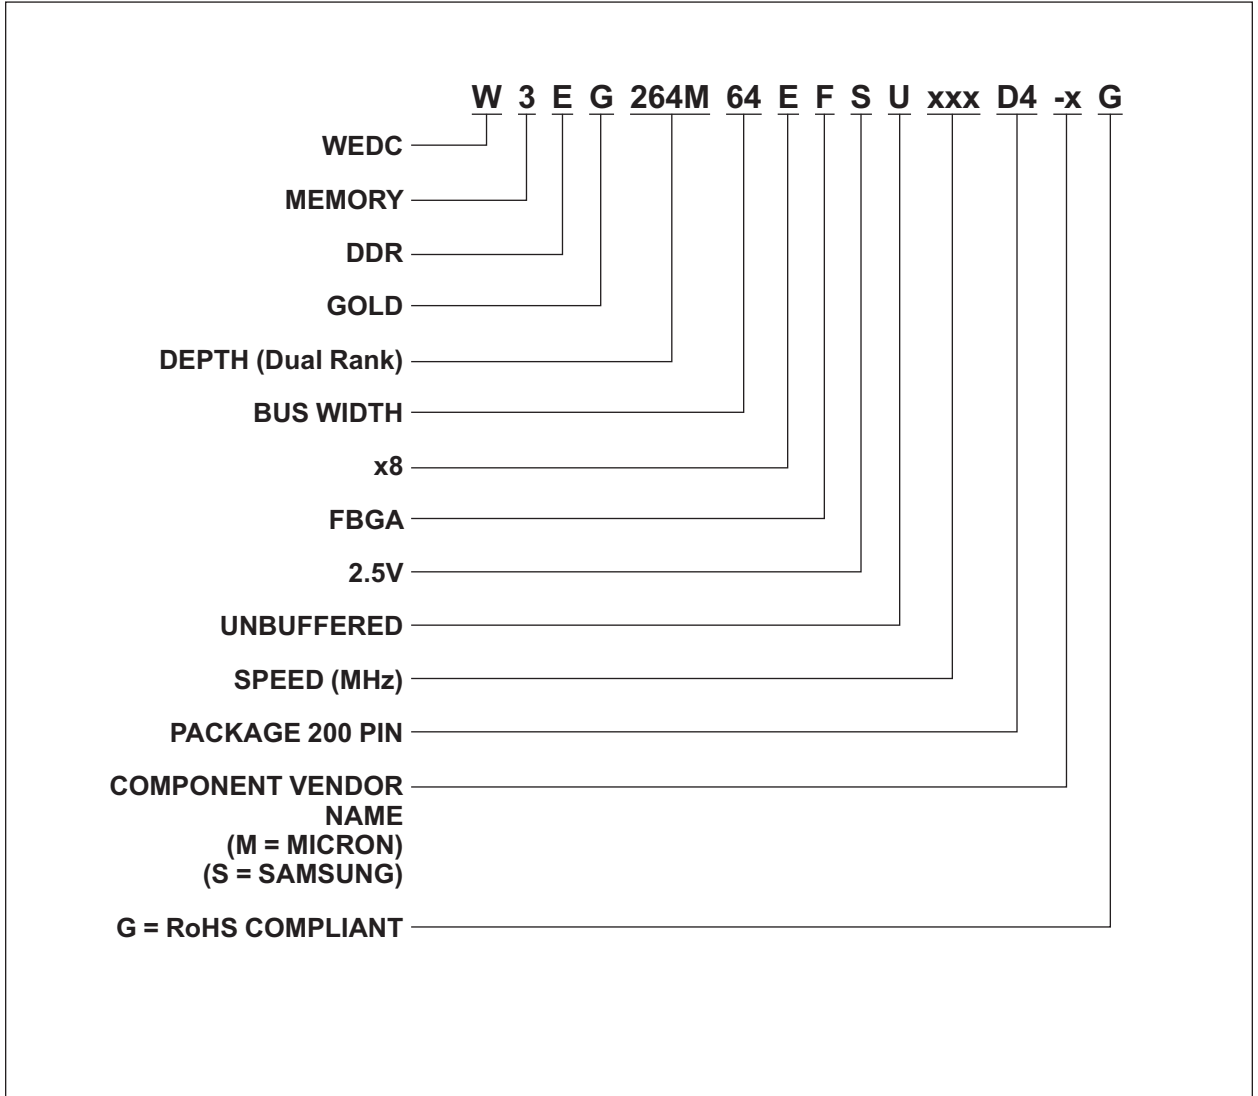 W 3 E G 264M 64 E F S U xxx D4 -x G
WEDC
MEMORY
DDR
GOLD
DEPTH (Dual Rank)
BUS WIDTH
x8
FBGA
2.5V
UNBUFFERED
SPEED (MHz)
PACKAGE 200 PIN
COMPONENT VENDOR
NAME
(M = MICRON)
(S = SAMSUNG)
G = RoHS COMPLIANT